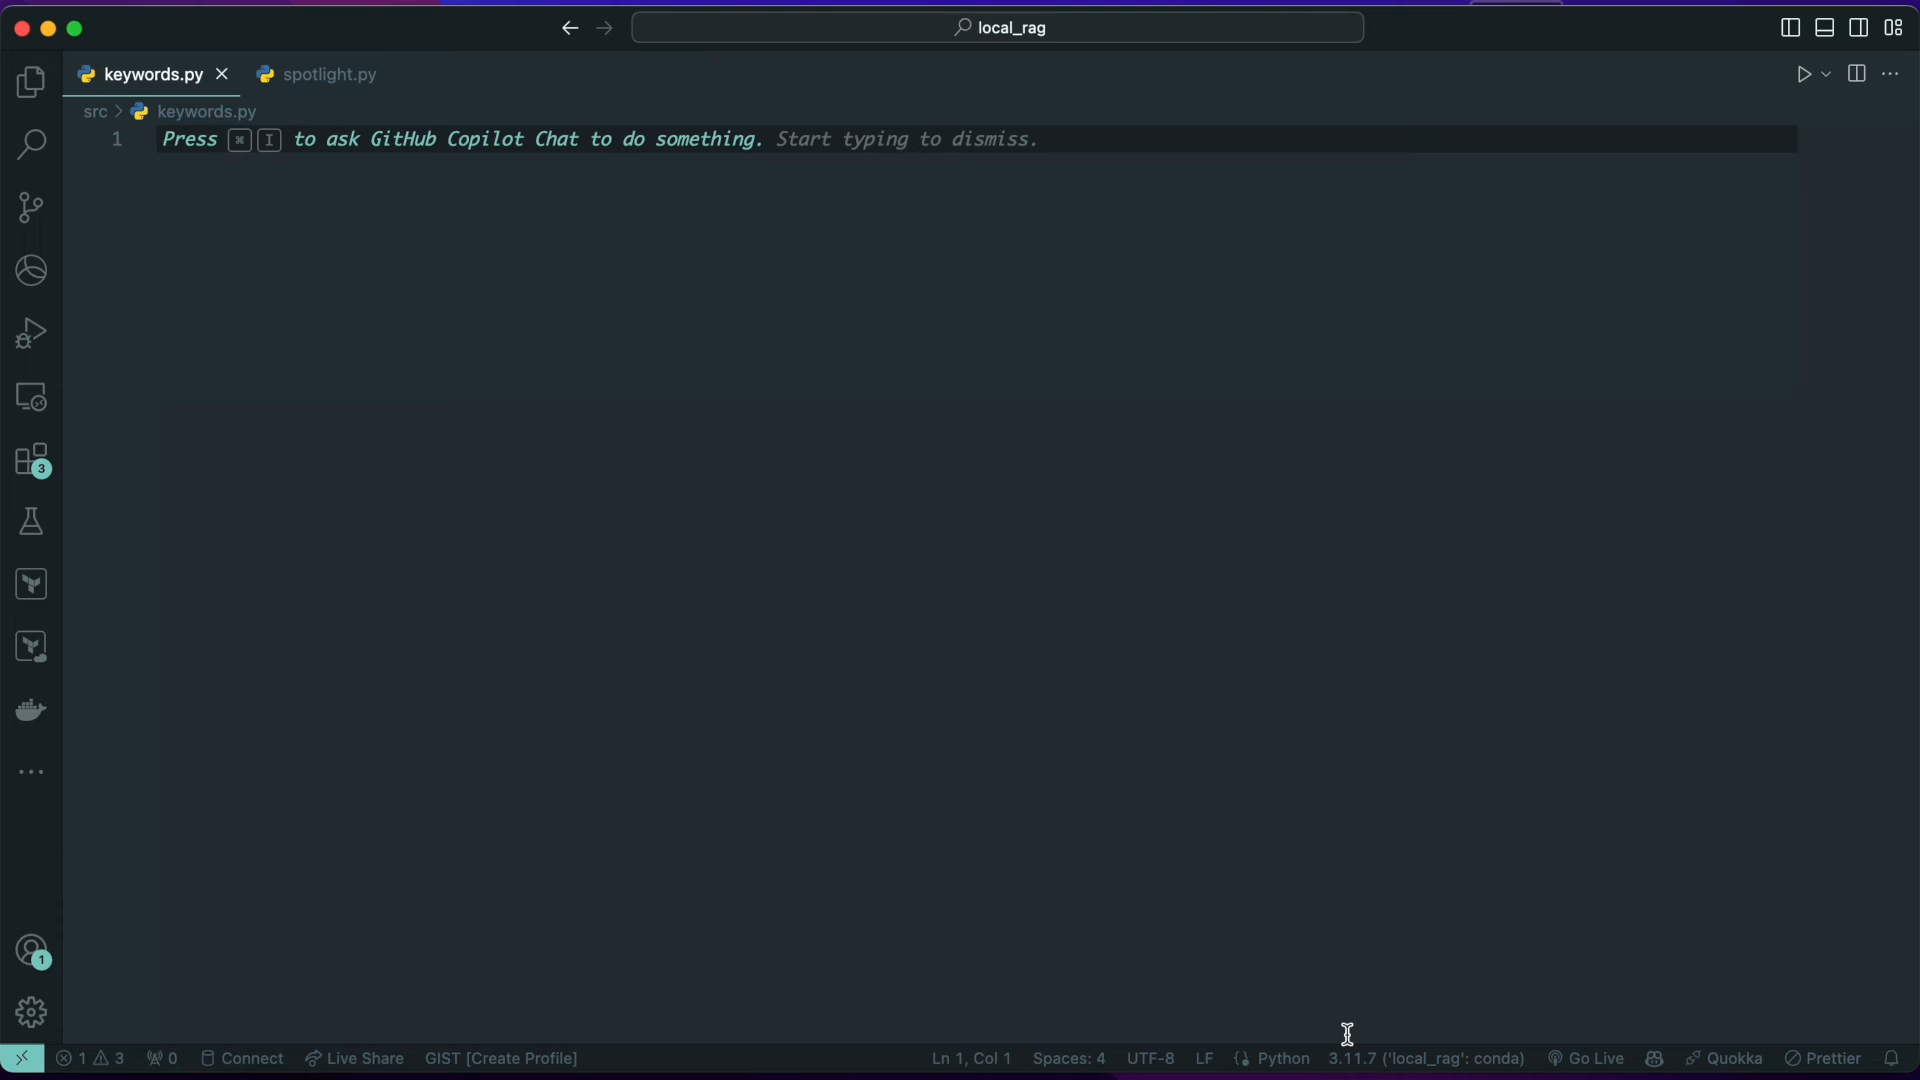 local_rag
keywords.py
spotlight.py
src > keywords.py
1 Press ⌘ I to ask GitHub Copilot Chat to do something. Start typing to dismiss.
3
1
1 3 0 Connect Live Share GIST [Create Profile] Ln 1, Col 1 Spaces: 4 UTF-8 LF Python 3.11.7 ('local_rag': conda) Go Live Quokka Prettier